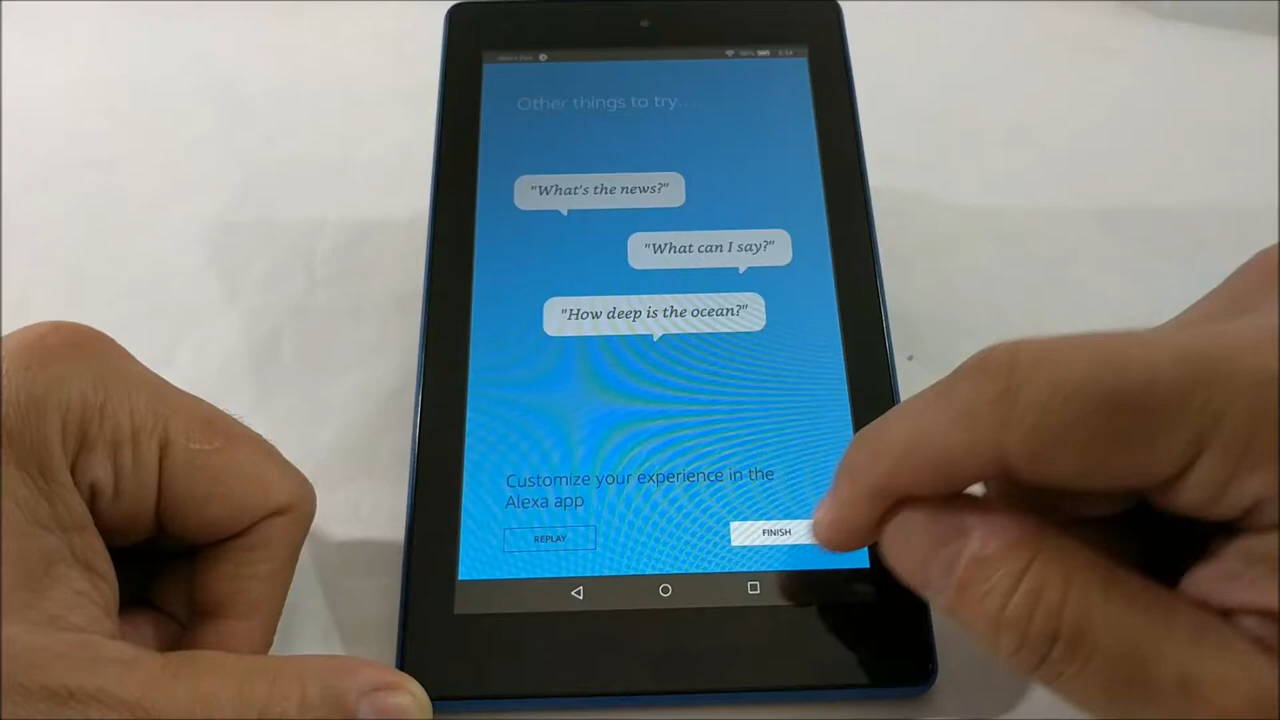 Other things to try...
"What's the news?"
"What can I say?"
"How deep is the ocean?"
Customize your experience in the
Alexa app
REPLAY
FINISH